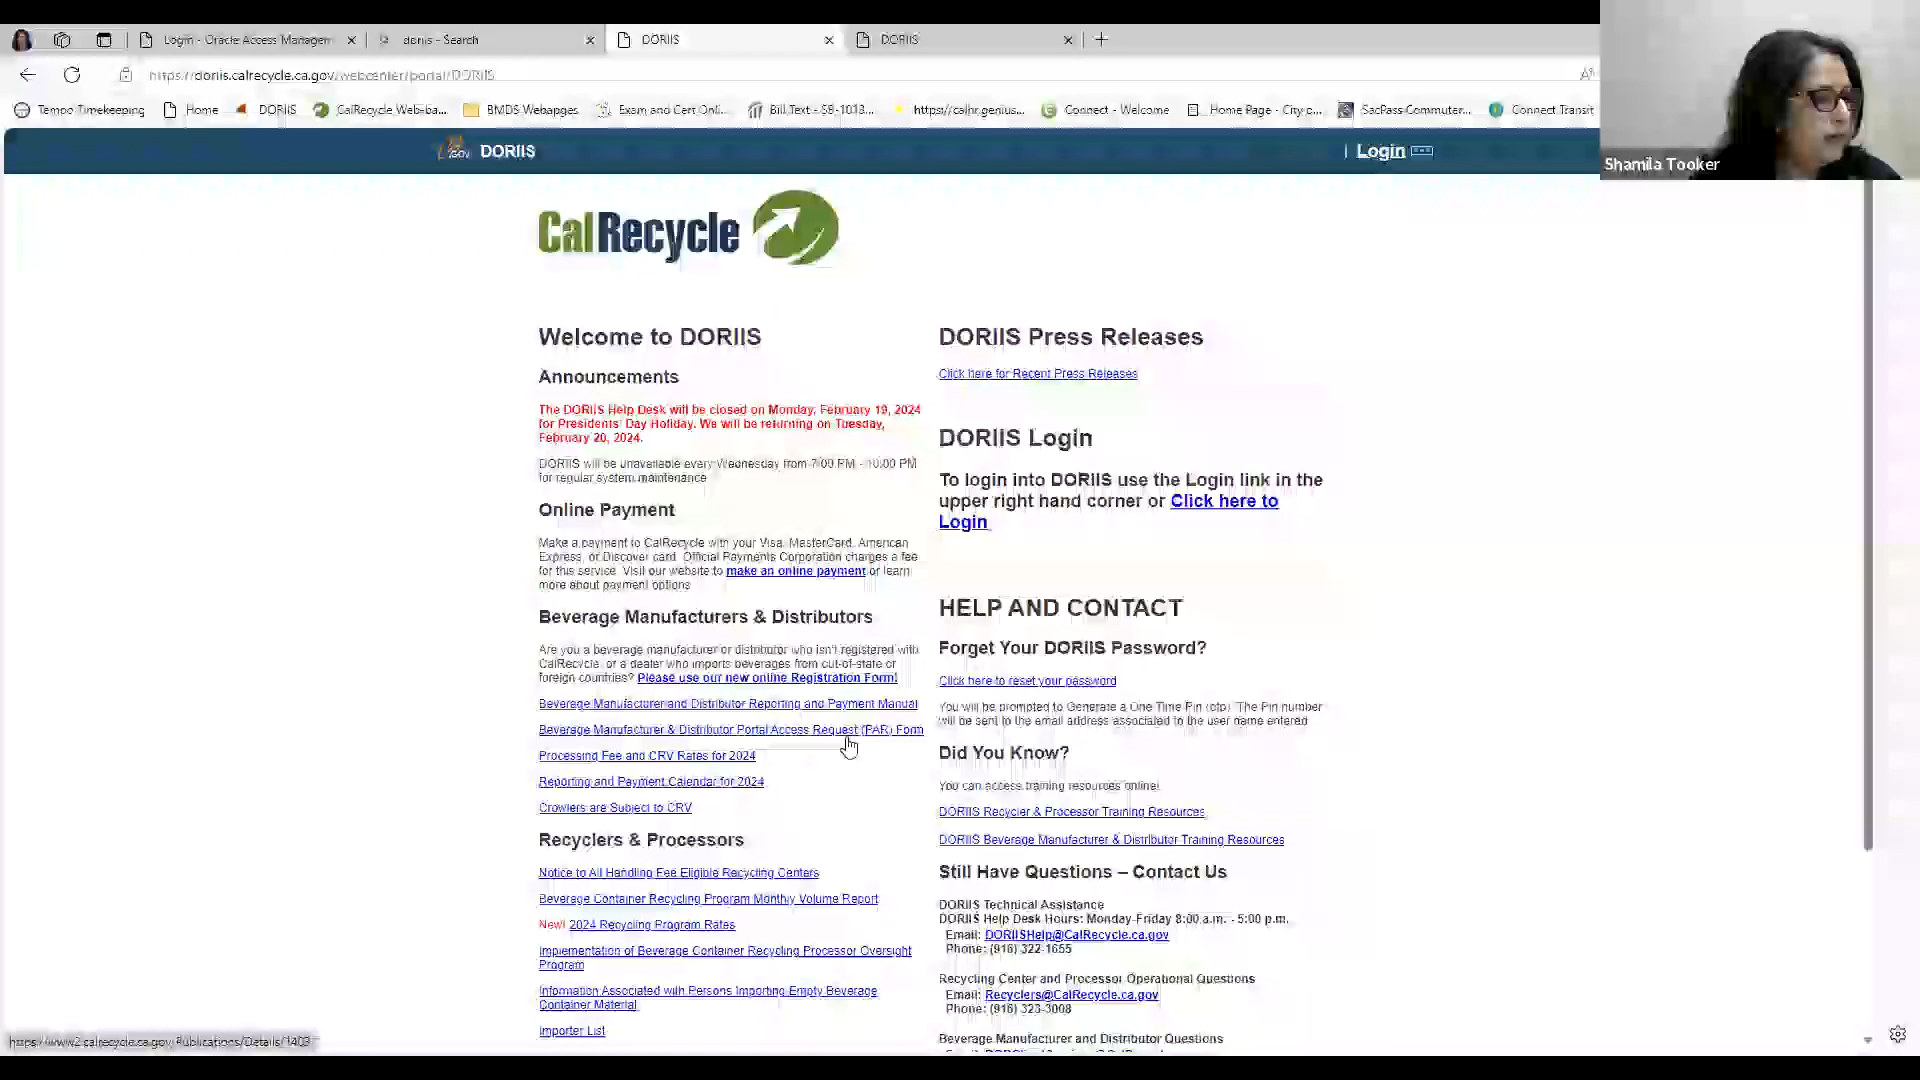 Login - Oracle Access Managem
doriis - Search
DORIIS
DORIIS
https://doriis.calrecycle.ca.gov/webcenter/portal/DORIIS
Tempo Timekeeping
Home
DORIIS
CalRecycle Web-ba...
BMDS Webapges
Exam and Cert Onli...
Bill Text - SB-1013...
https://calhr.genius...
Connect - Welcome
Home Page - City o...
SacPass Commuter...
Connect Transit
Shamila Tooker
.GOV DORIIS
Login
CalRecycle
Welcome to DORIIS
Announcements
The DORIIS Help Desk will be closed on Monday, February 19, 2024
for Presidents' Day Holiday. We will be returning on Tuesday,
February 20, 2024.
DORIIS will be unavailable every Wednesday from 7:00 PM - 10:00 PM
for regular system maintenance
Online Payment
Make a payment to CalRecycle with your Visa, MasterCard, American
Express, or Discover card. Official Payments Corporation charges a fee
for this service. Visit our website to make an online payment or learn
more about payment options
Beverage Manufacturers & Distributors
Are you a beverage manufacturer or distributor who isn't registered with
CalRecycle, or a dealer who imports beverages from out-of-state or
foreign countries? Please use our new online Registration Form!
Beverage Manufacturer and Distributor Reporting and Payment Manual
Beverage Manufacturer & Distributor Portal Access Request (PAR) Form
Processing Fee and CRV Rates for 2024
Reporting and Payment Calendar for 2024
Crowlers are Subject to CRV
Recyclers & Processors
Notice to All Handling Fee Eligible Recycling Centers
Beverage Container Recycling Program Monthly Volume Report
New! 2024 Recycling Program Rates
Implementation of Beverage Container Recycling Processor Oversight
Program
Information Associated with Persons Importing Empty Beverage
Container Material
Importer List
DORIIS Press Releases
Click here for Recent Press Releases
DORIIS Login
To login into DORIIS use the Login link in the
upper right hand corner or Click here to
Login
HELP AND CONTACT
Forget Your DORIIS Password?
Click here to reset your password
You will be prompted to Generate a One Time Pin (otp). The Pin number
will be sent to the email address associated to the user name entered
Did You Know?
You can access training resources online!
DORIIS Recycler & Processor Training Resources
DORIIS Beverage Manufacturer & Distributor Training Resources
Still Have Questions – Contact Us
DORIIS Technical Assistance
DORIIS Help Desk Hours: Monday-Friday 8:00 a.m. - 5:00 p.m.
Email: DORIISHelp@CalRecycle.ca.gov
Phone: (916) 322-1655
Recycling Center and Processor Operational Questions
Email: Recyclers@CalRecycle.ca.gov
Phone: (916) 323-3008
Beverage Manufacturer and Distributor Questions
https://www2.calrecycle.ca.gov/Publications/Details/1403